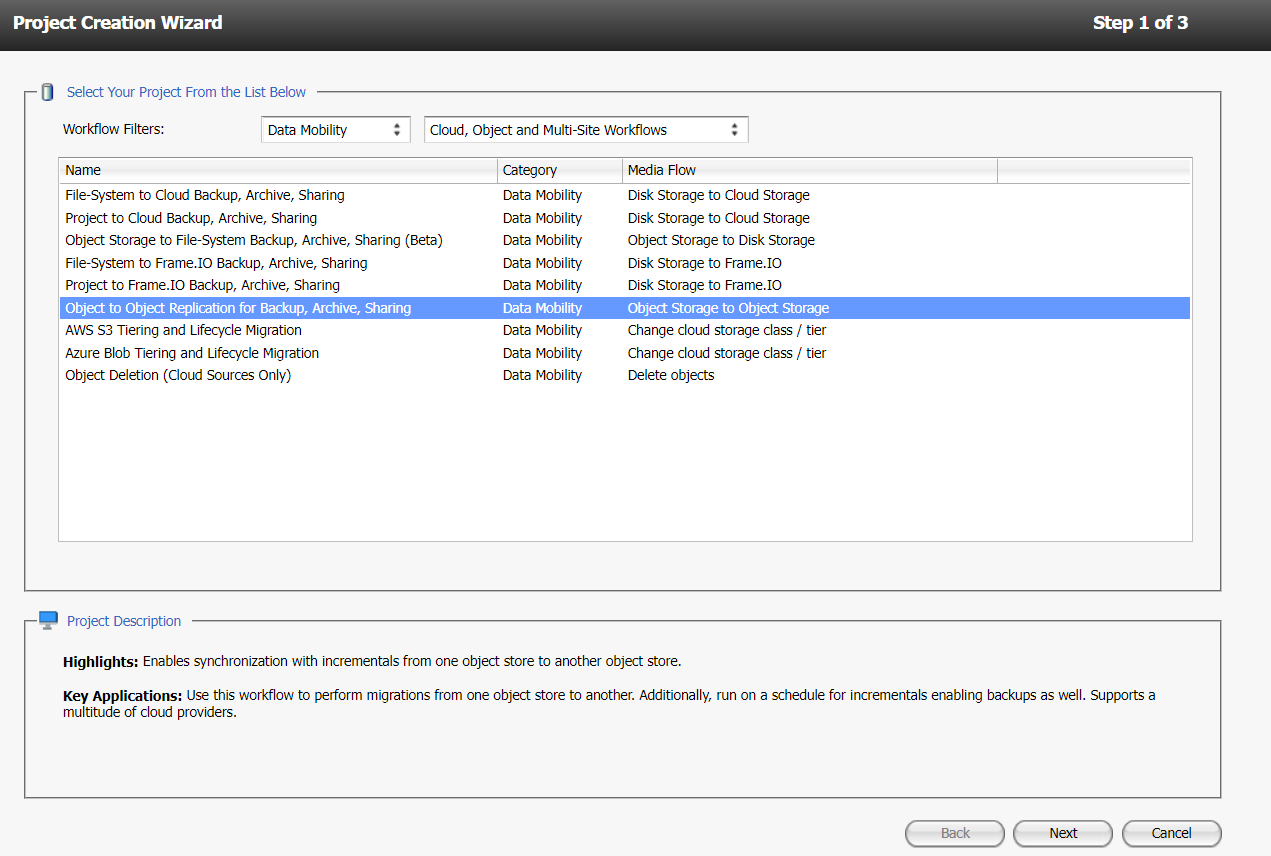 Project Creation Wizard Step 1 of 3
Select Your Project From the List Below
Workflow Filters: Data Mobility Cloud, Object and Multi-Site Workflows
Name Category Media Flow
File-System to Cloud Backup, Archive, Sharing Data Mobility Disk Storage to Cloud Storage
Project to Cloud Backup, Archive, Sharing Data Mobility Disk Storage to Cloud Storage
Object Storage to File-System Backup, Archive, Sharing (Beta) Data Mobility Object Storage to Disk Storage
File-System to Frame.IO Backup, Archive, Sharing Data Mobility Disk Storage to Frame.IO
Project to Frame.IO Backup, Archive, Sharing Data Mobility Disk Storage to Frame.IO
Object to Object Replication for Backup, Archive, Sharing Data Mobility Object Storage to Object Storage
AWS S3 Tiering and Lifecycle Migration Data Mobility Change cloud storage class / tier
Azure Blob Tiering and Lifecycle Migration Data Mobility Change cloud storage class / tier
Object Deletion (Cloud Sources Only) Data Mobility Delete objects
Project Description
Highlights: Enables synchronization with incrementals from one object store to another object store.
Key Applications: Use this workflow to perform migrations from one object store to another. Additionally, run on a schedule for incrementals enabling backups as well. Supports a
multitude of cloud providers.
Back Next Cancel